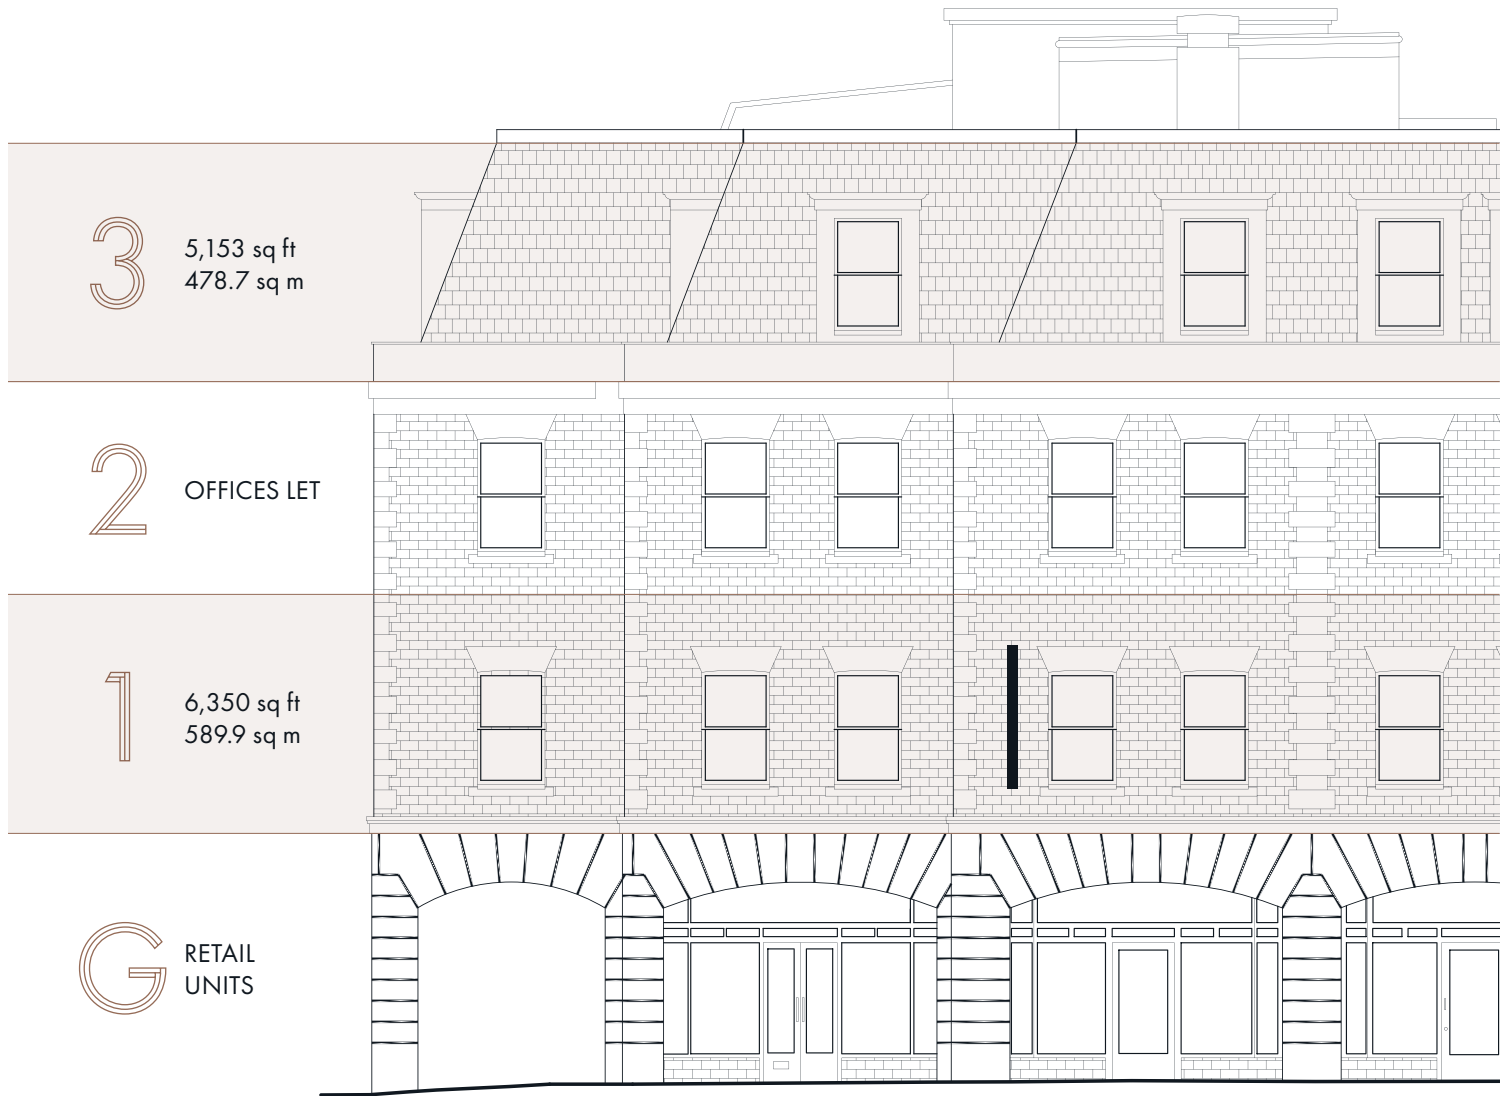 3
5,153 sq ft
478.7 sq m
2
OFFICES LET
1
6,350 sq ft
589.9 sq m
G
RETAIL
UNITS